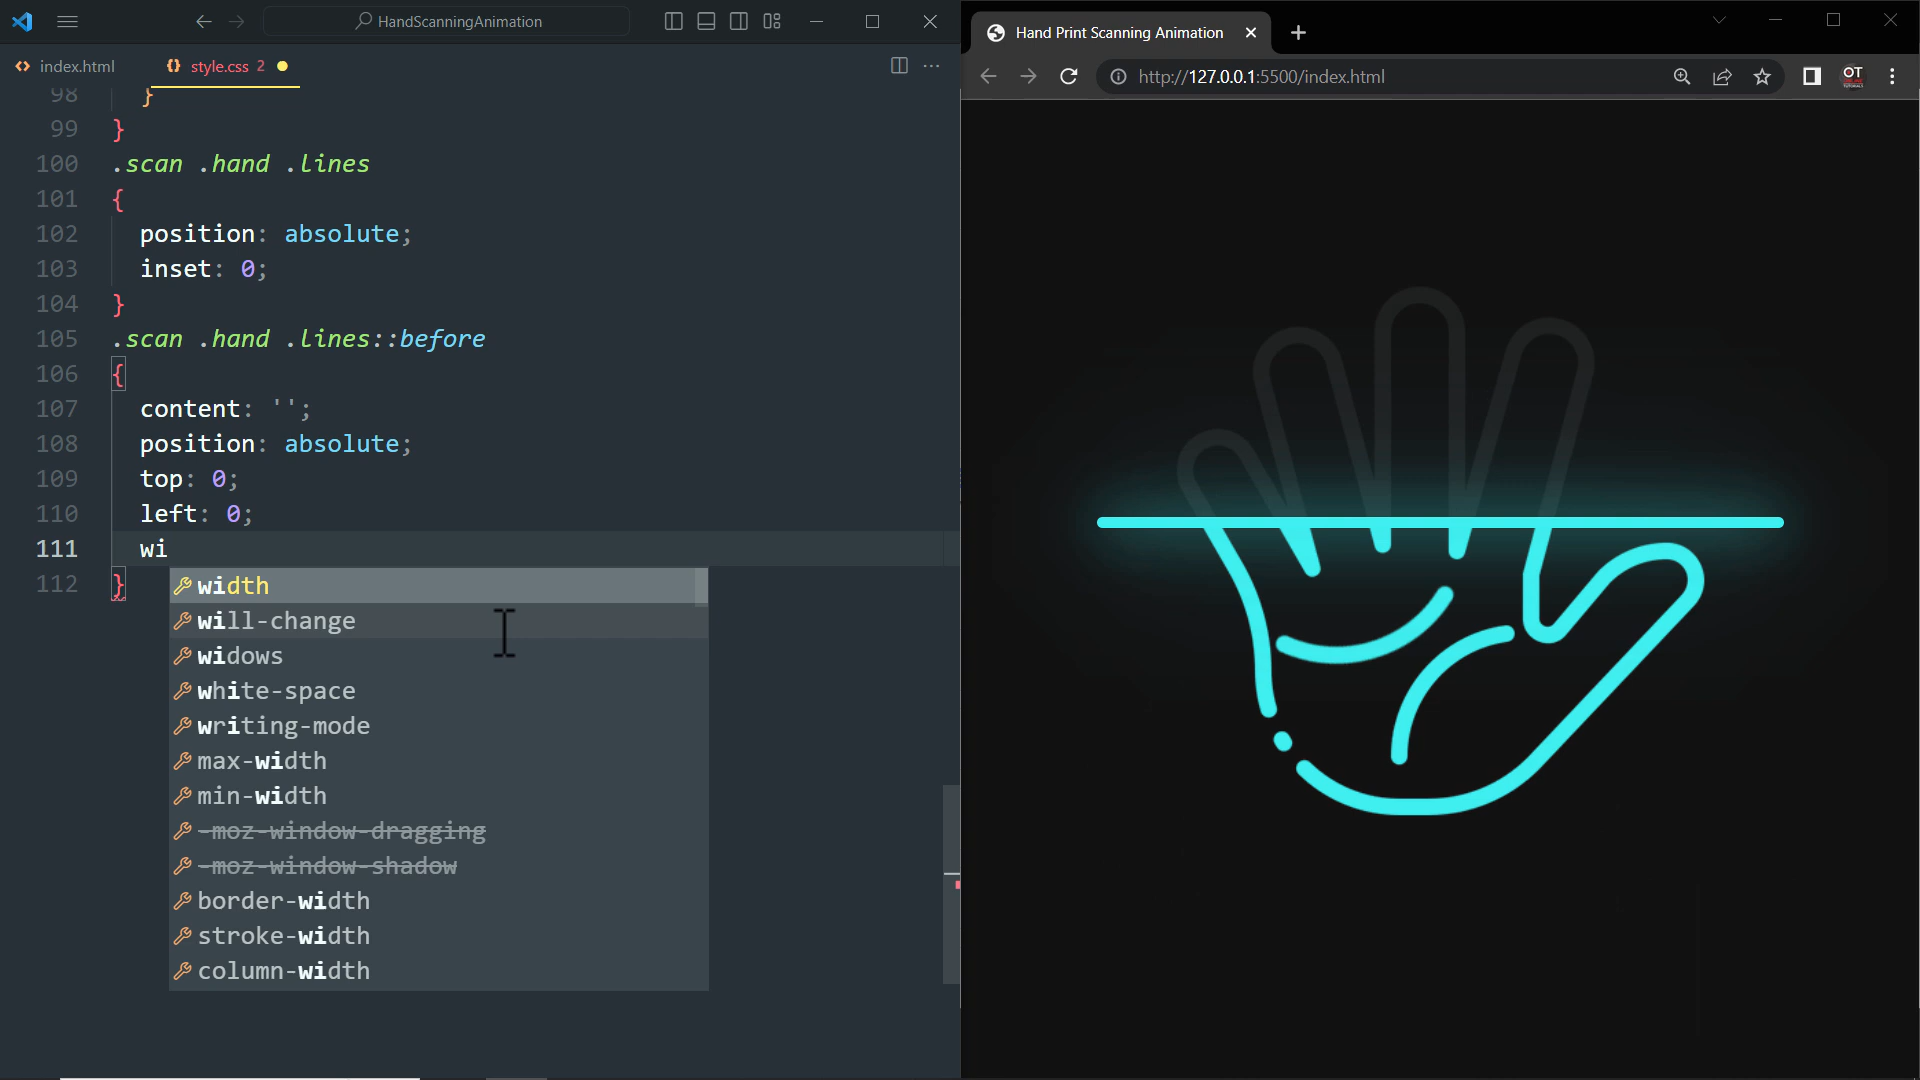 HandScanningAnimation
index.html
style.css 2
98 }
99 }
100 .scan .hand .lines
101 {
102 position: absolute;
103 inset: 0;
104 }
105 .scan .hand .lines::before
106 {
107 content: '';
108 position: absolute;
109 top: 0;
110 left: 0;
111 wi
112 }
width
will-change
widows
white-space
writing-mode
max-width
min-width
-moz-window-dragging
-moz-window-shadow
border-width
stroke-width
column-width
Hand Print Scanning Animation
http://127.0.0.1:5500/index.html
OT